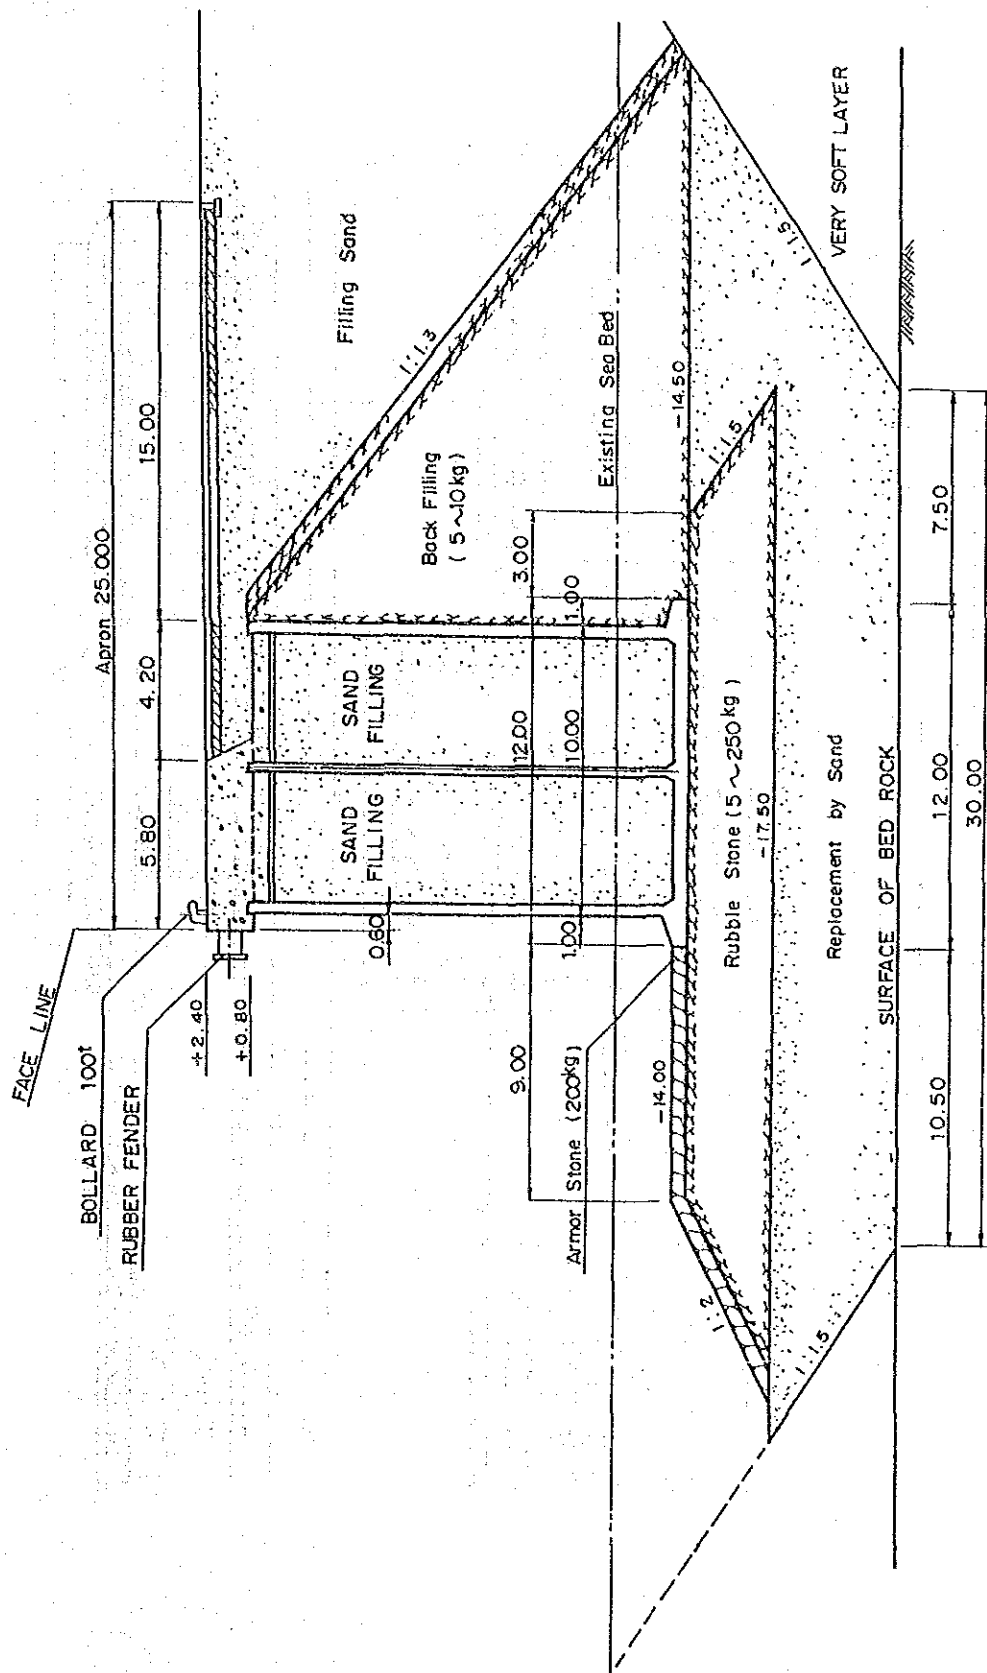 FACE LINE
BOLLARD 100t
RUBBER FENDER
+2.40
+0.80
Apron 25.000
5.80
4.20
15.00
Filling Sand
1:1.3
SAND
FILLING
SAND
FILLING
Back Filling
(5~10kg)
0.60
Existing Sea Bed
9.00
12.00
3.00
1.00
10.00
1.00
Armor Stone (200kg)
-14.00
-14.50
1:2
Rubble Stone (5~250kg)
1:1.5
-17.50
1:1.5
Replacement by Sand
1:1.5
VERY SOFT LAYER
SURFACE OF BED ROCK
10.50
12.00
7.50
30.00